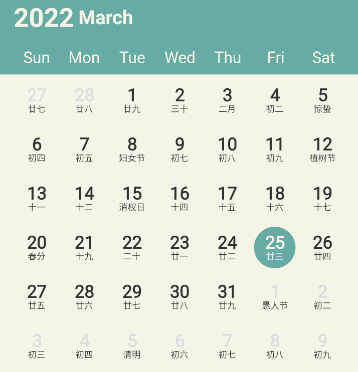 2022 March
Sun Mon Tue Wed Thu Fri Sat
27 28 1 2 3 4 5
廿七 廿八 廿九 三十 二月 初二 惊蛰
6 7 8 9 10 11 12
初四 初五 妇女节 初七 初八 初九 植树节
13 14 15 16 17 18 19
十一 十二 消权日 十四 十五 十六 十七
20 21 22 23 24 25 26
春分 十九 二十 廿一 廿二 廿三 廿四
27 28 29 30 31 1 2
廿五 廿六 廿七 廿八 廿九 愚人节 初二
3 4 5 6 7 8 9
初三 初四 清明 初六 初七 初八 初九